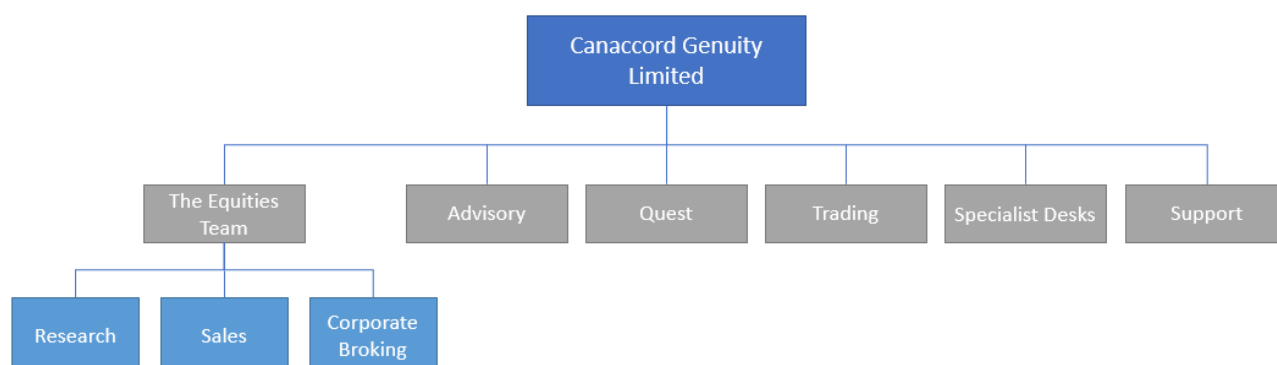 Canaccord Genuity
Limited
The Equities
Team
Advisory
Quest
Trading
Specialist Desks
Support
Research
Sales
Corporate
Broking